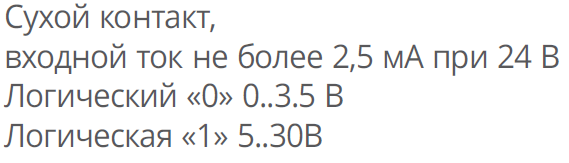 Сухой контакт,
входной ток не более 2,5 мА при 24 В
Логический «0» 0..3.5 В
Логическая «1» 5..30В